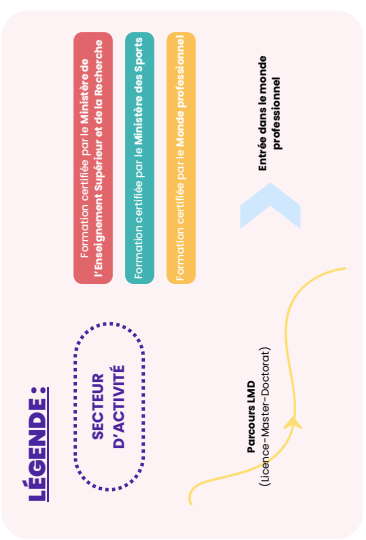 LÉGENDE :
SECTEUR
D'ACTIVITÉ
Formation certifiée par le Ministère de
l'Enseignement Supérieur et de la Recherche
Formation certifiée par le Ministère des Sports
Formation certifiée par le Monde professionnel
Parcours LMD
(Licence-Master-Doctorat)
Entrée dans le monde
professionnel